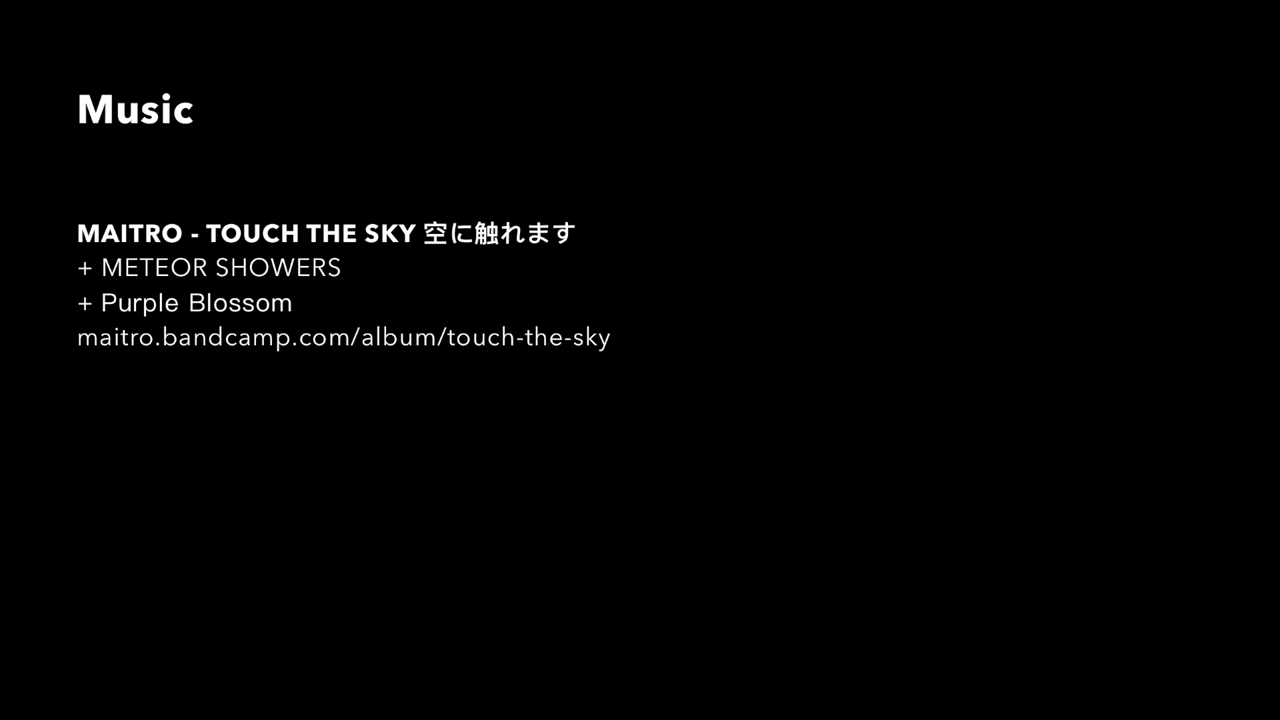 Music
MAITRO - TOUCH THE SKY 空に触れます
+ METEOR SHOWERS
+ Purple Blossom
maitro.bandcamp.com/album/touch-the-sky